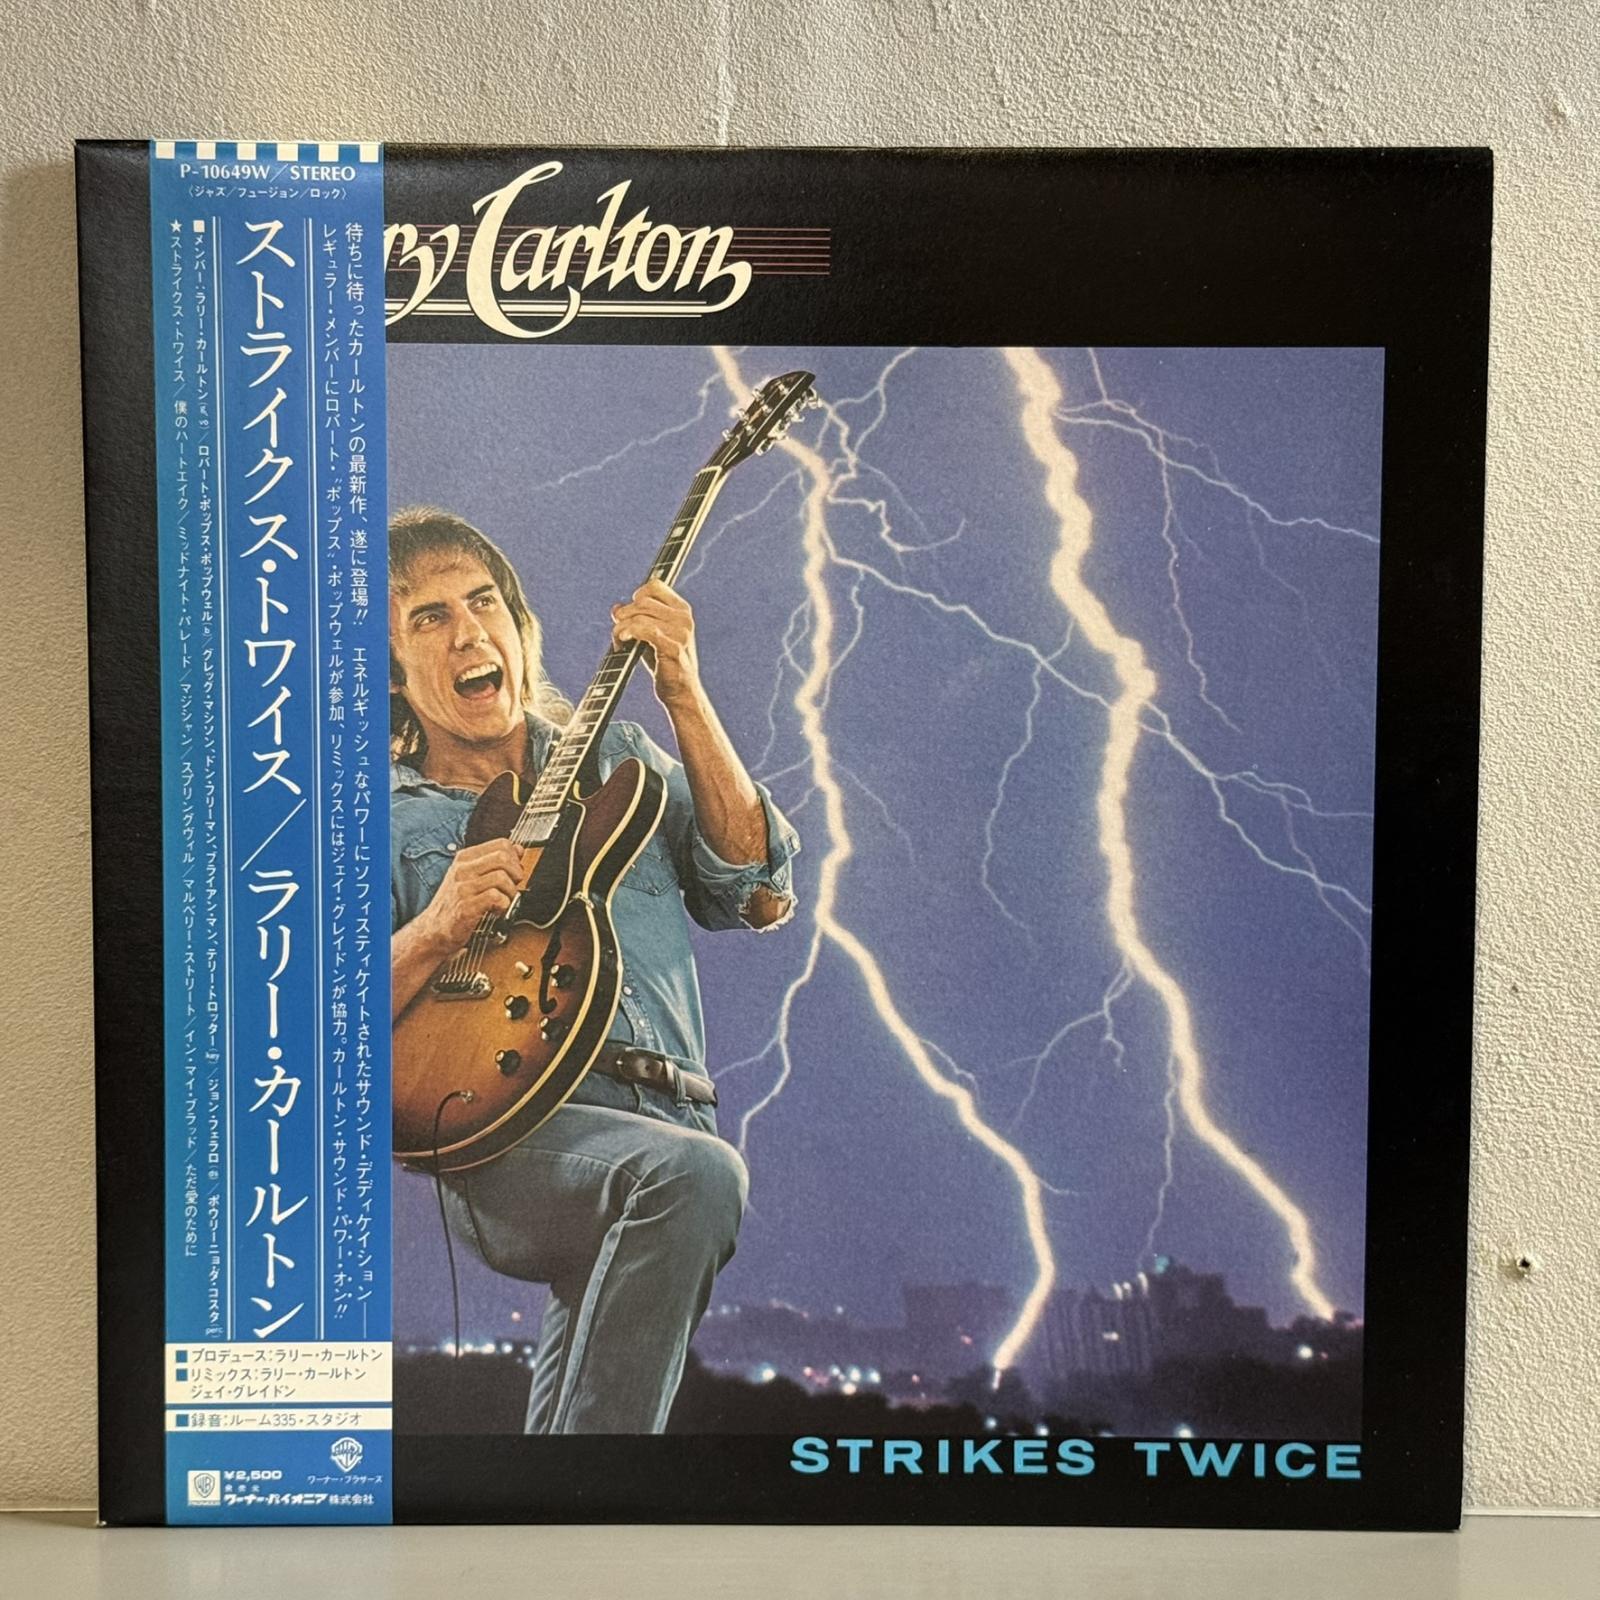 P-10649W／STEREO
〈ジャズ／フュージョン／ロック〉
待ちに待ったカールトンの最新作、遂に登場!! エネルギッシュなパワーにソフィスティケイトされたサウンド・デディケイション──
レギュラー・メンバーにロバート・"ポップス"・ポップウェルが参加、リミックスにはジェイ・グレイドンが協力。カールトン・サウンド・パワー・オン!!
ストライクス・トワイス／ラリー・カールトン
■メンバー:ラリー・カールトン(g, vo)／ロバート・ポップス・ポップウェル(b)／グレッグ・マシソン、ドン・フリーマン、ブライアン・マン、テリー・トロッター(key)／ジョン・フェラロ(ds)／ポウリーニョ・ダ・コスタ(perc)
★ストライクス・トワイス／僕のハートエイク／ミッドナイト・パレード／マジシャン／スプリングヴィル／マルベリー・ストリート／イン・マイ・ブラッド／ただ愛のために
■プロデュース:ラリー・カールトン
■リミックス:ラリー・カールトン
ジェイ・グレイドン
■録音:ルーム335・スタジオ
¥2,500
ワーナー・ブラザーズ
発売元
ワーナー・パイオニア株式会社
ry Carlton
STRIKES TWICE